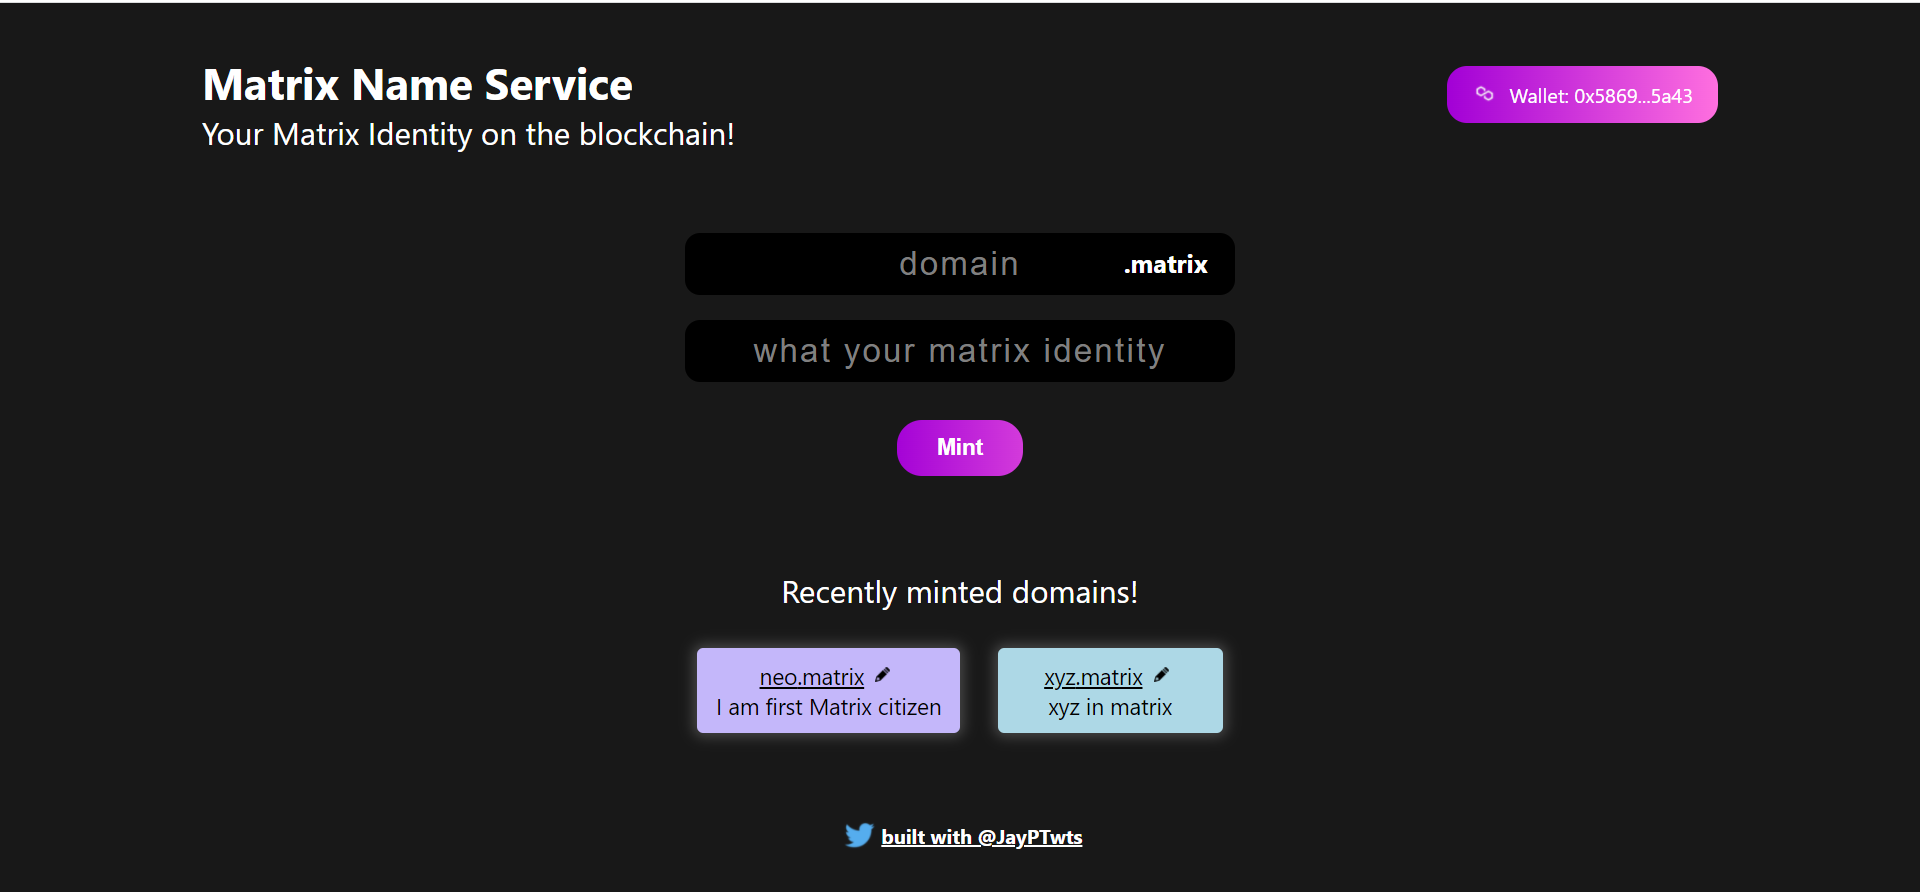 Matrix Name Service
Your Matrix Identity on the blockchain!
Wallet: 0x5869...5a43
domain .matrix
what your matrix identity
Mint
Recently minted domains!
neo.matrix
I am first Matrix citizen
xyz.matrix
xyz in matrix
built with @JayPTwts